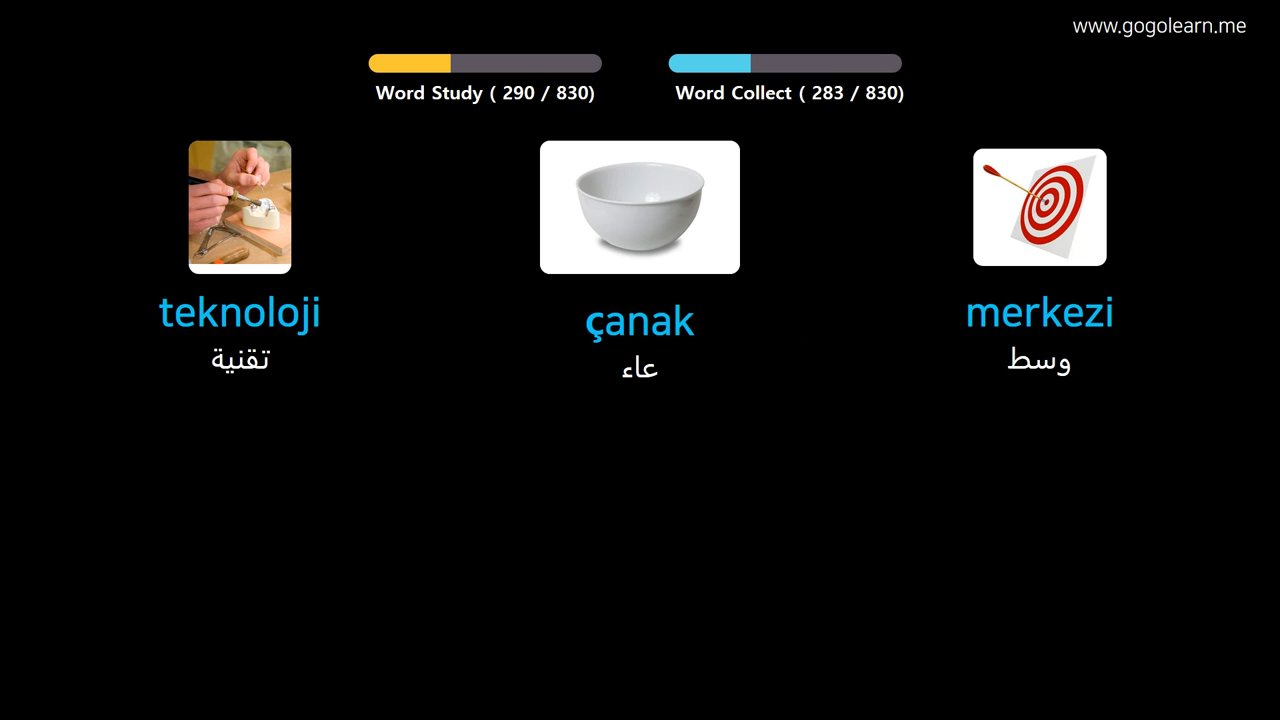 www.gogolearn.me
Word Study ( 290 / 830)
Word Collect ( 283 / 830)
teknoloji
تقنية
çanak
عاء
merkezi
وسط